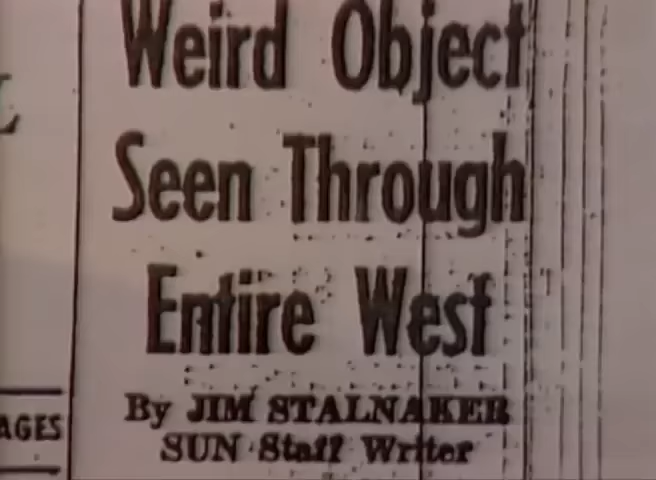 Weird Object
Seen Through
Entire West
By JIM STALNAKER
SUN Staff Writer
AGES